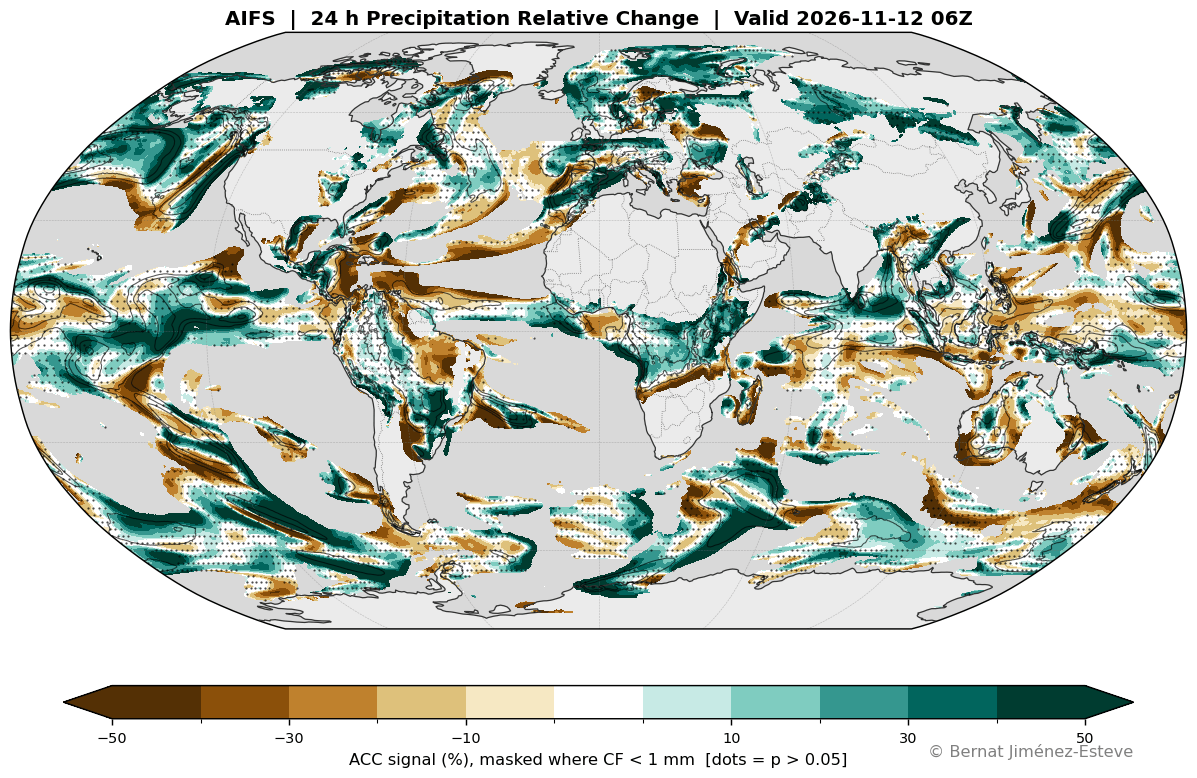 AIFS | 24 h Precipitation Relative Change | Valid 2026-11-12 06Z
−50 −30 −10 10 30 50
© Bernat Jiménez-Esteve
ACC signal (%), masked where CF < 1 mm [dots = p > 0.05]